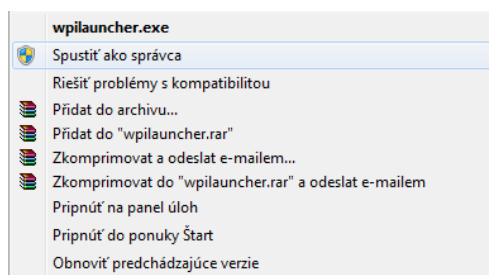 wpilauncher.exe
Spustiť ako správca
Riešiť problémy s kompatibilitou
Přidat do archivu...
Přidat do "wpilauncher.rar"
Zkomprimovat a odeslat e-mailem...
Zkomprimovat do "wpilauncher.rar" a odeslat e-mailem
Pripnúť na panel úloh
Pripnúť do ponuky Štart
Obnoviť predchádzajúce verzie